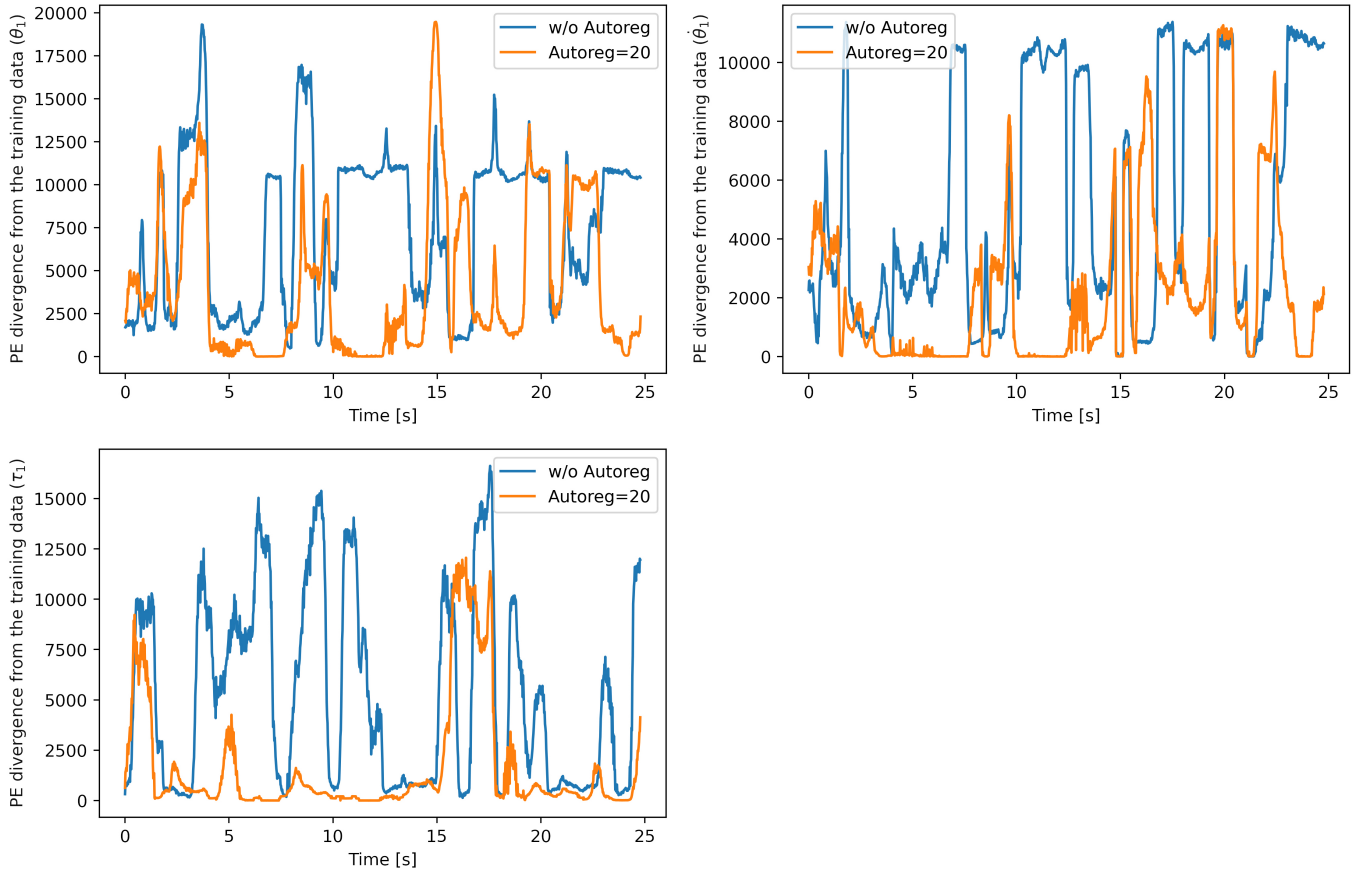 PE divergence from the training data (θ₁)
20000
17500
15000
12500
10000
7500
5000
2500
0
w/o Autoreg
Autoreg=20
0 5 10 15 20 25
Time [s]
PE divergence from the training data (θ̇₁)
10000
8000
6000
4000
2000
0
w/o Autoreg
Autoreg=20
0 5 10 15 20 25
Time [s]
PE divergence from the training data (τ₁)
15000
12500
10000
7500
5000
2500
0
w/o Autoreg
Autoreg=20
0 5 10 15 20 25
Time [s]